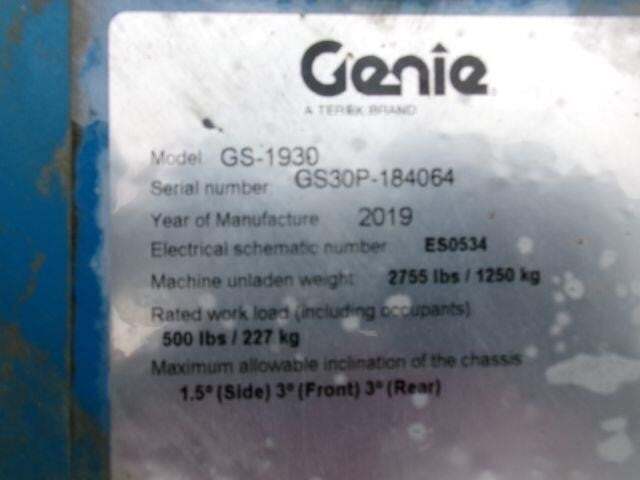 Genie
A TEREX BRAND
Model GS-1930
Serial number GS30P-184064
Year of Manufacture 2019
Electrical schematic number ES0534
Machine unladen weight 2755 lbs / 1250 kg
Rated work load (including occupants)
500 lbs / 227 kg
Maximum allowable inclination of the chassis
1.5° (Side) 3° (Front) 3° (Rear)